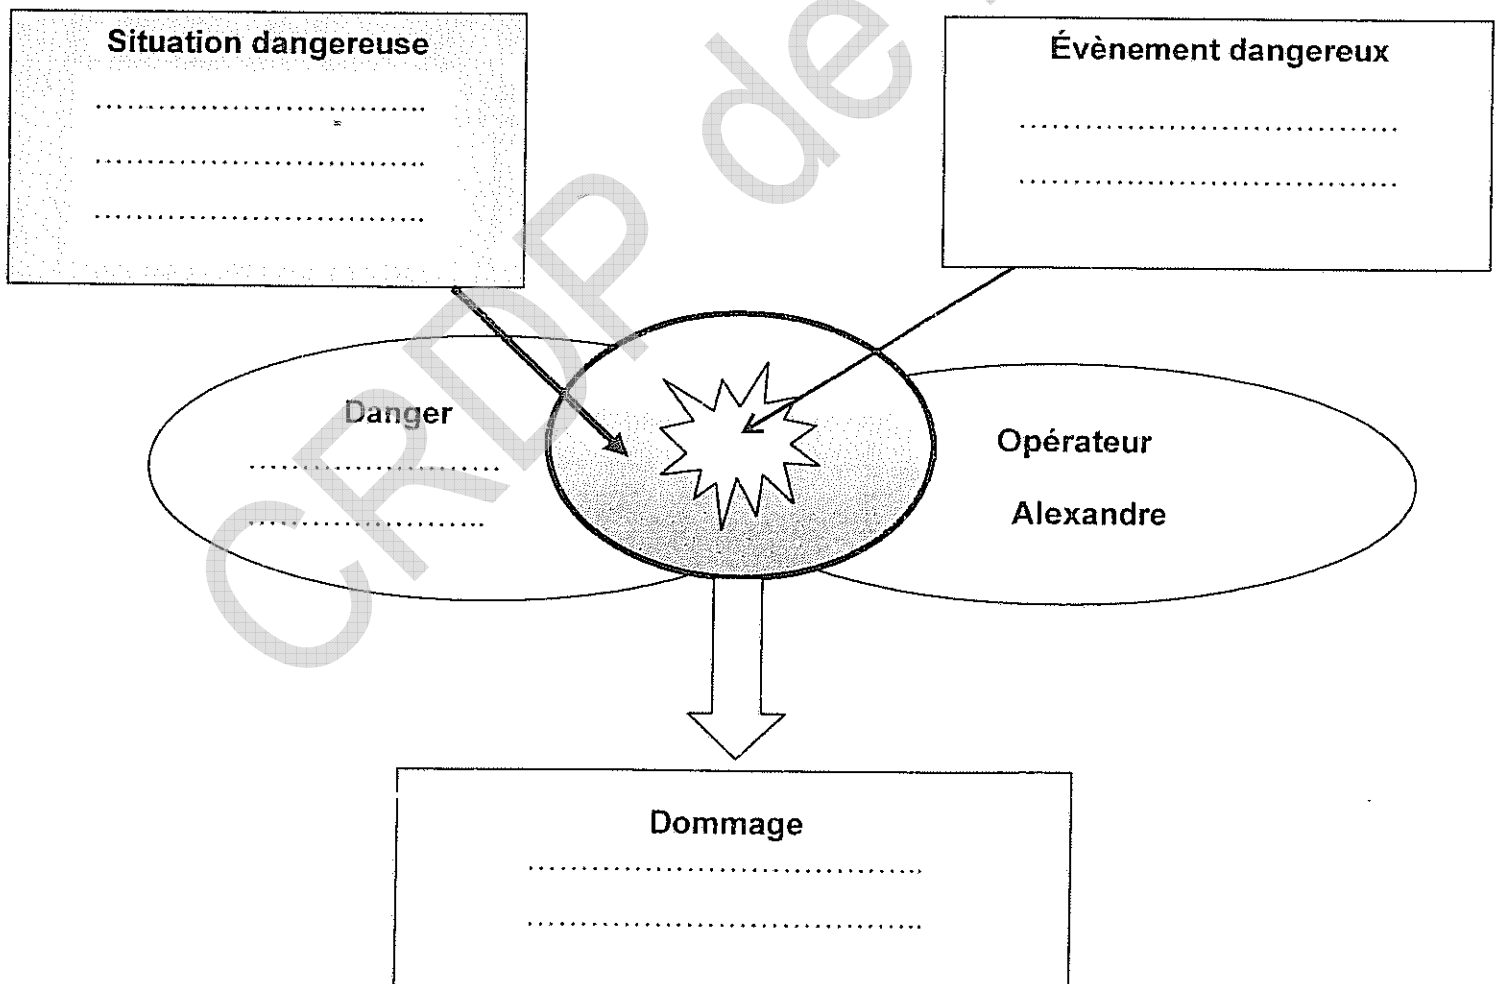 Situation dangereuse
..........................................
..........................................
..........................................
Évènement dangereux
................................................
................................................
Danger
................................
..............................
Opérateur
Alexandre
Dommage
..................................................
..................................................
CRDP de